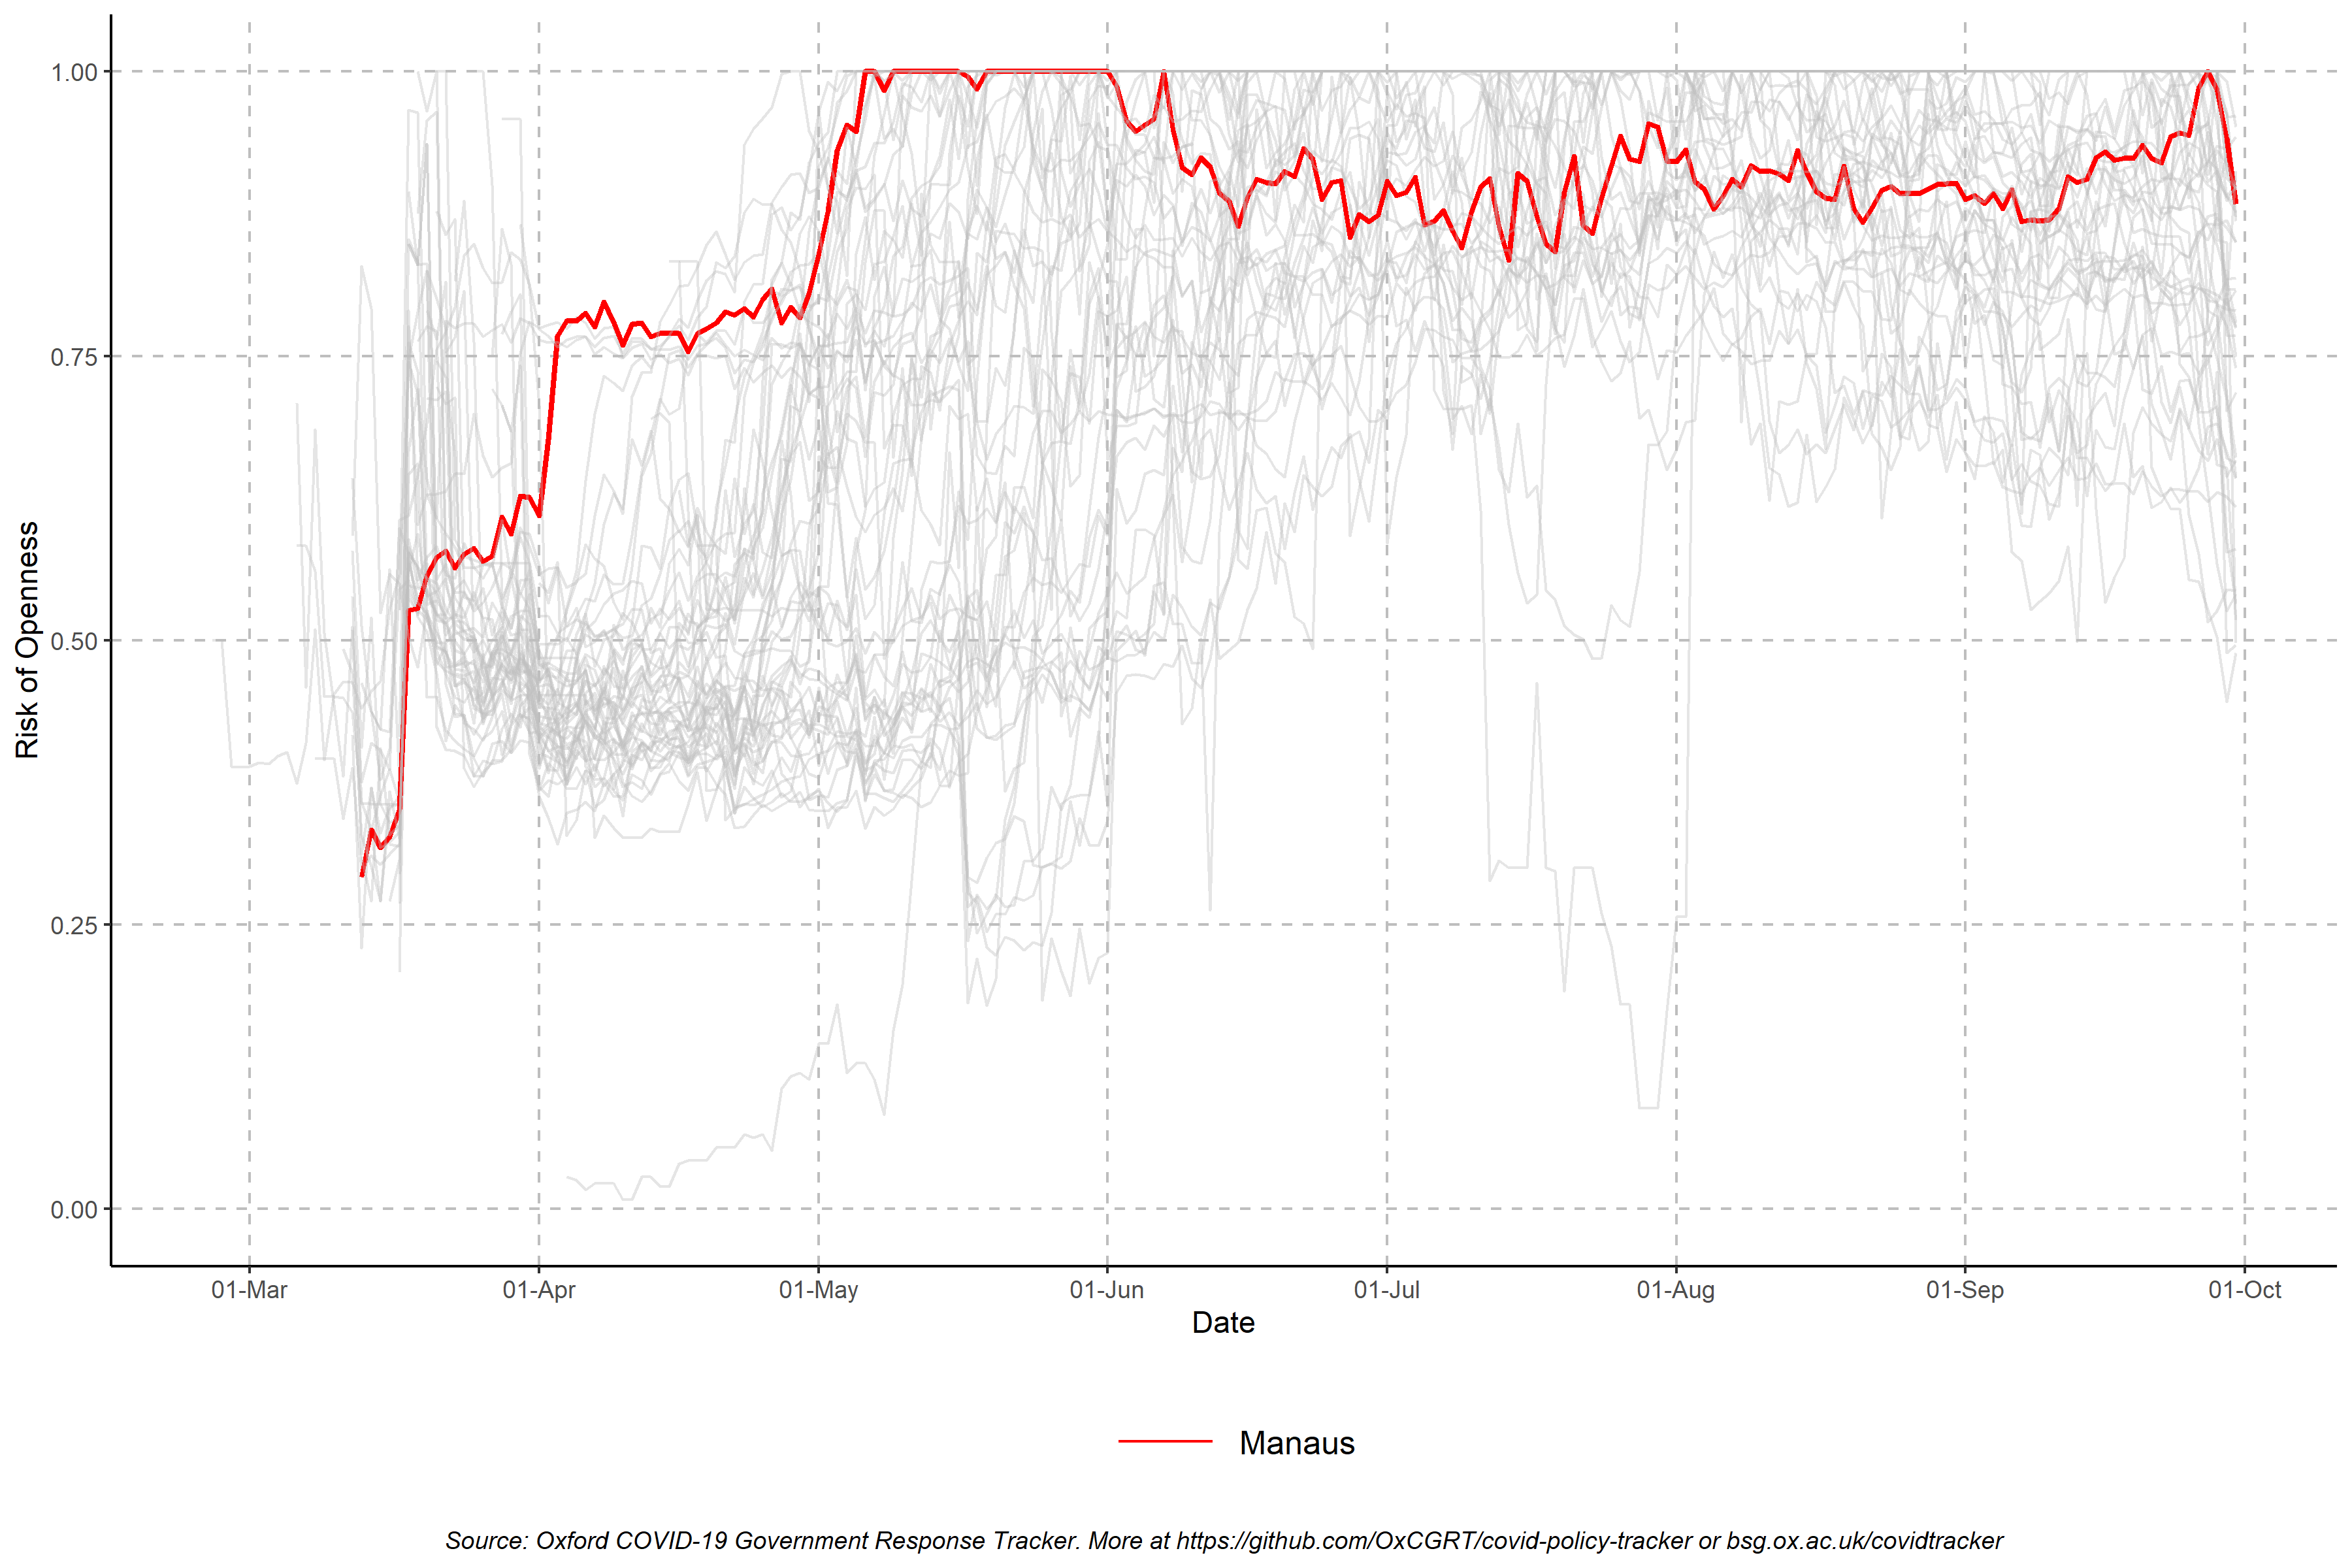 1.00
0.75
0.50
0.25
0.00
Risk of Openness
01-Mar 01-Apr 01-May 01-Jun 01-Jul 01-Aug 01-Sep 01-Oct
Date
Manaus
Source: Oxford COVID-19 Government Response Tracker. More at https://github.com/OxCGRT/covid-policy-tracker or bsg.ox.ac.uk/covidtracker